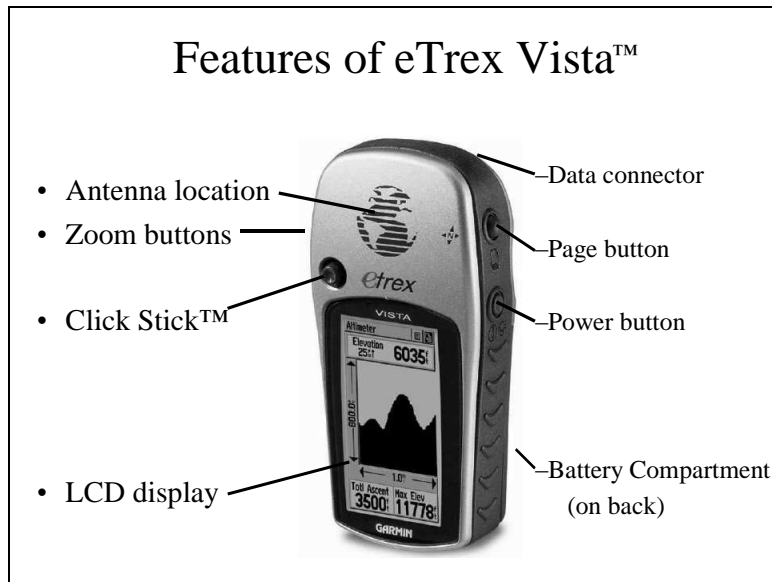 Features of eTrex Vista™
• Antenna location
• Zoom buttons
• Click Stick™
• LCD display
–Data connector
–Page button
–Power button
–Battery Compartment
(on back)
N
etrex
VISTA
Altimeter
Elevation
6035
800.0
1.0
Totl Ascent
3500
Max Elev
11778
GARMIN